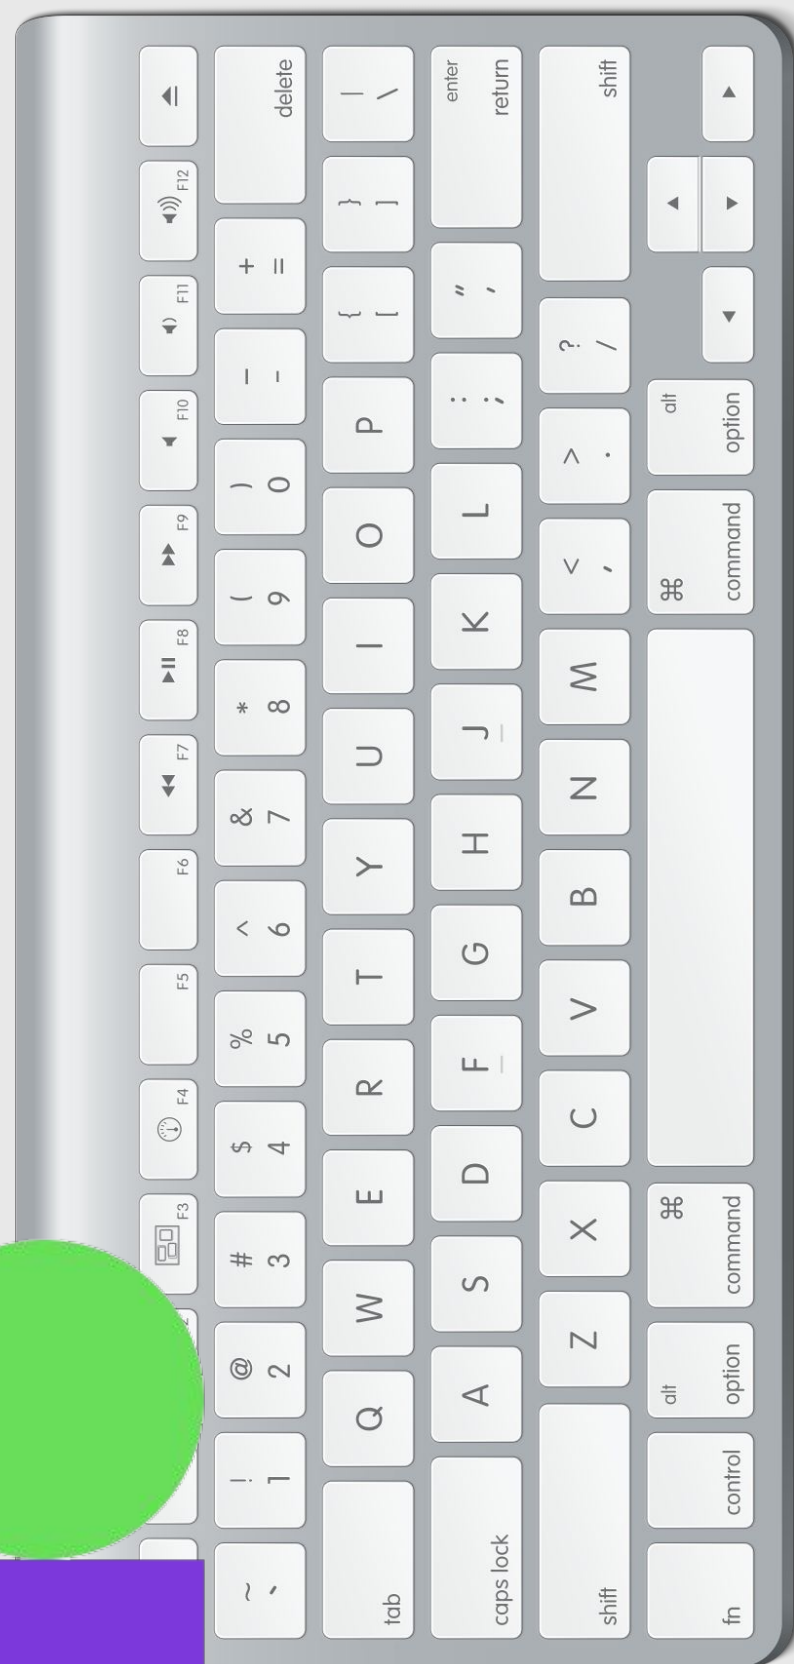 F3 F4 F5 F6 F7 F8 F9 F10 F11 F12
~ ! @ # $ % ^ & * ( ) — + delete
` 1 2 3 4 5 6 7 8 9 0 - =
tab Q W E R T Y U I O P { } |
[ ] \
caps lock A S D F G H J K L : " enter
; ' return
shift Z X C V B N M < > ? shift
, . /
alt ⌘ ⌘ alt
fn control option command command option